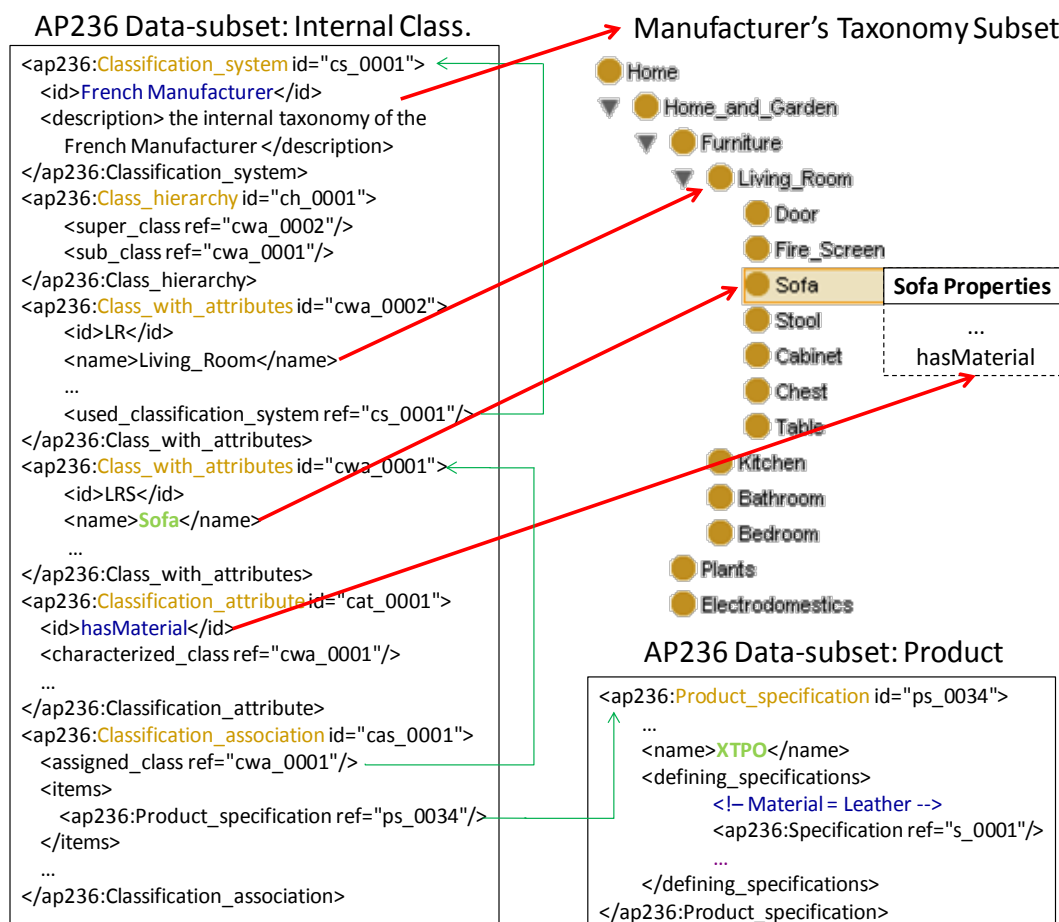 AP236 Data-subset: Internal Class.
<ap236:Classification_system id="cs_0001">
<id>French Manufacturer</id>
<description> the internal taxonomy of the
French Manufacturer </description>
</ap236:Classification_system>
<ap236:Class_hierarchy id="ch_0001">
<super_class ref="cwa_0002"/>
<sub_class ref="cwa_0001"/>
</ap236:Class_hierarchy>
<ap236:Class_with_attributes id="cwa_0002">
<id>LR</id>
<name>Living_Room</name>
...
<used_classification_system ref="cs_0001"/>
</ap236:Class_with_attributes>
<ap236:Class_with_attributes id="cwa_0001">
<id>LRS</id>
<name>Sofa</name>
...
</ap236:Class_with_attributes>
<ap236:Classification_attribute id="cat_0001">
<id>hasMaterial</id>
<characterized_class ref="cwa_0001"/>
...
</ap236:Classification_attribute>
<ap236:Classification_association id="cas_0001">
<assigned_class ref="cwa_0001"/>
<items>
<ap236:Product_specification ref="ps_0034"/>
</items>
...
</ap236:Classification_association>
Manufacturer's Taxonomy Subset
Home
Home_and_Garden
Furniture
Living_Room
Door
Fire_Screen
Sofa
Stool
Cabinet
Chest
Table
Kitchen
Bathroom
Bedroom
Plants
Electrodomestics
Sofa Properties
...
hasMaterial
AP236 Data-subset: Product
<ap236:Product_specification id="ps_0034">
...
<name>XTPO</name>
<defining_specifications>
<!– Material = Leather -->
<ap236:Specification ref="s_0001"/>
...
</defining_specifications>
</ap236:Product_specification>